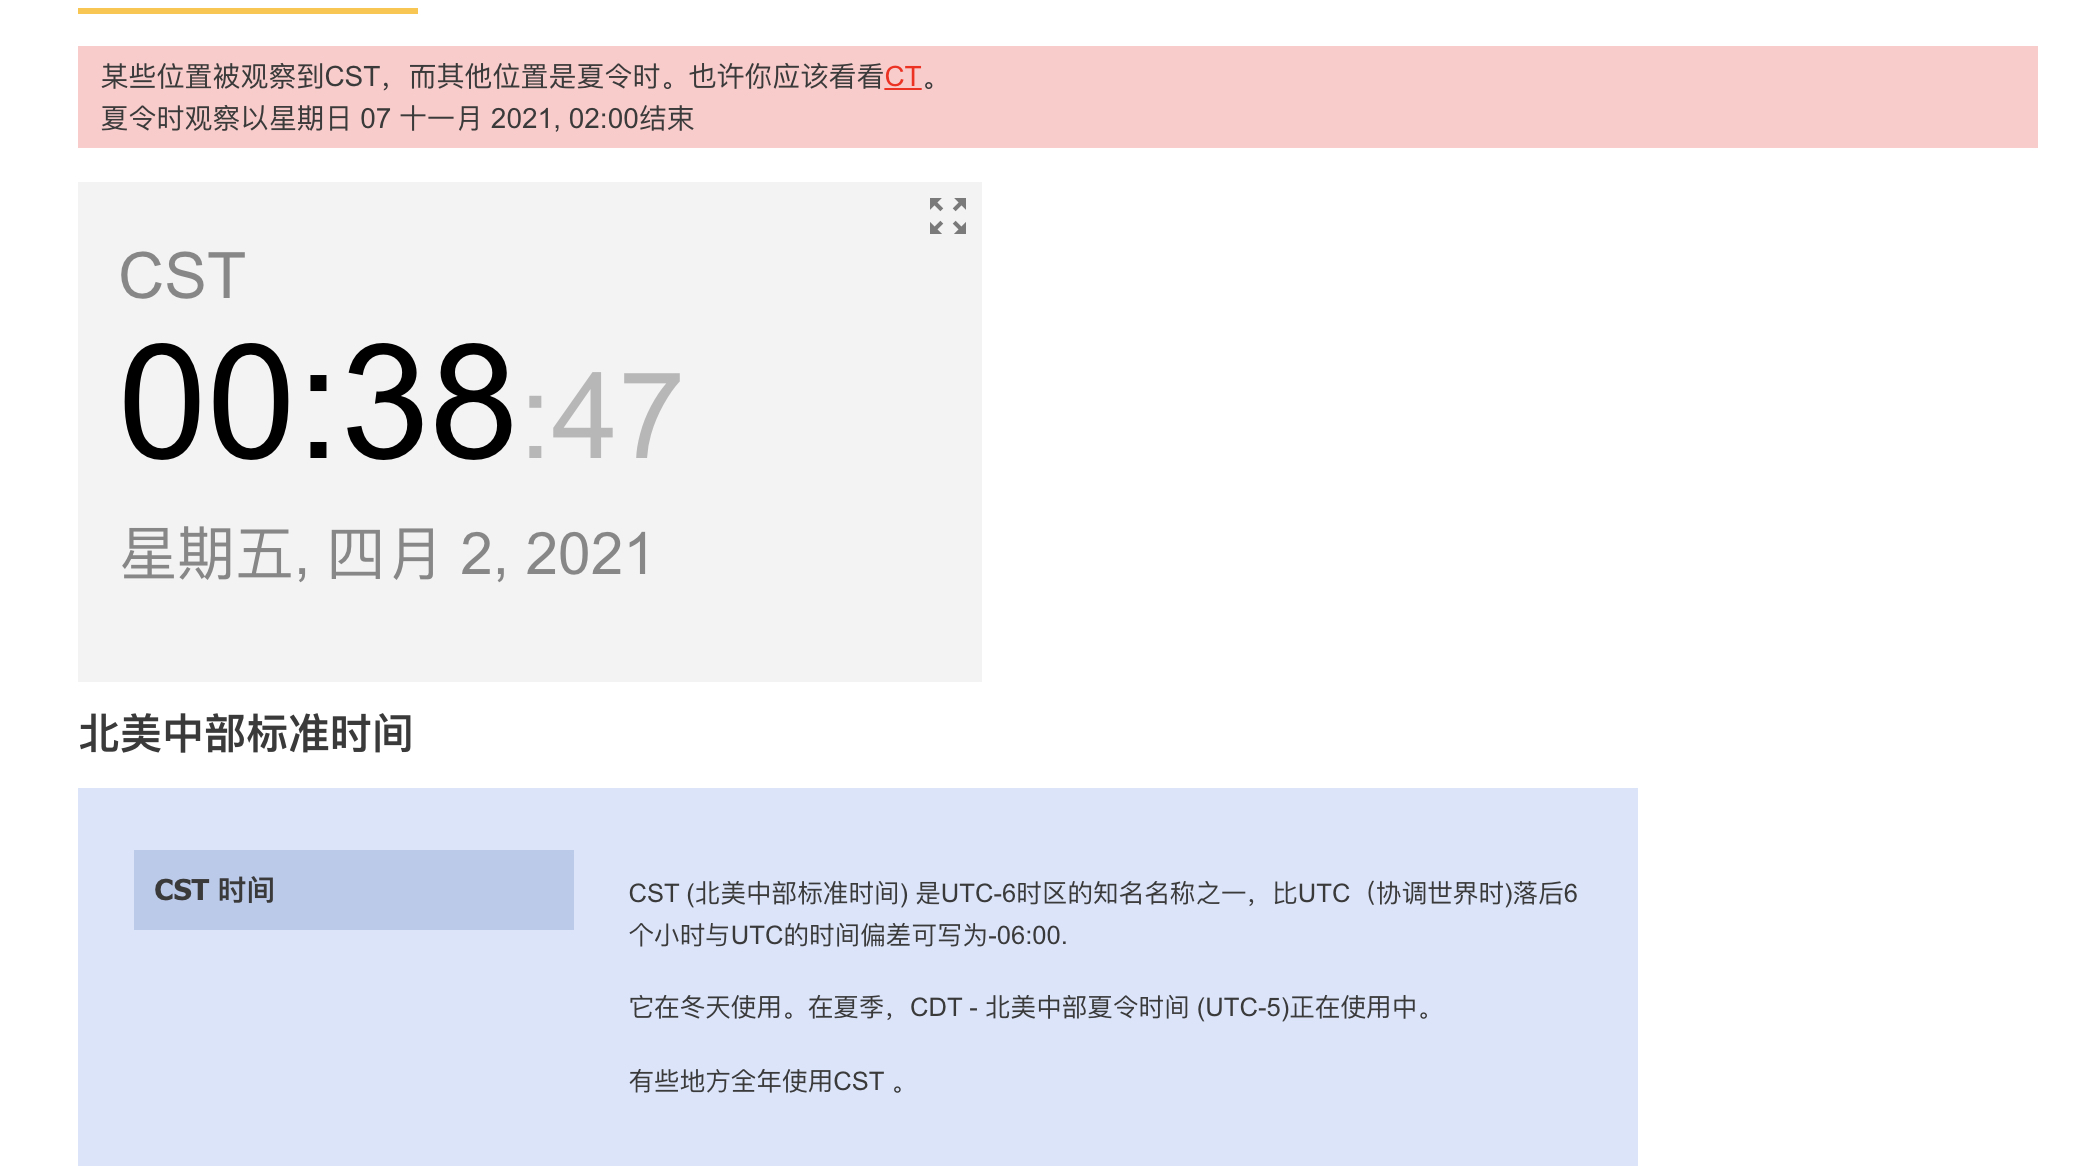 某些位置被观察到CST，而其他位置是夏令时。也许你应该看看CT。
夏令时观察以星期日 07 十一月 2021, 02:00结束
CST
00:38:47
星期五, 四月 2, 2021
北美中部标准时间
CST 时间
CST (北美中部标准时间) 是UTC-6时区的知名名称之一，比UTC（协调世界时)落后6
个小时与UTC的时间偏差可写为-06:00.
它在冬天使用。在夏季，CDT - 北美中部夏令时间 (UTC-5)正在使用中。
有些地方全年使用CST 。